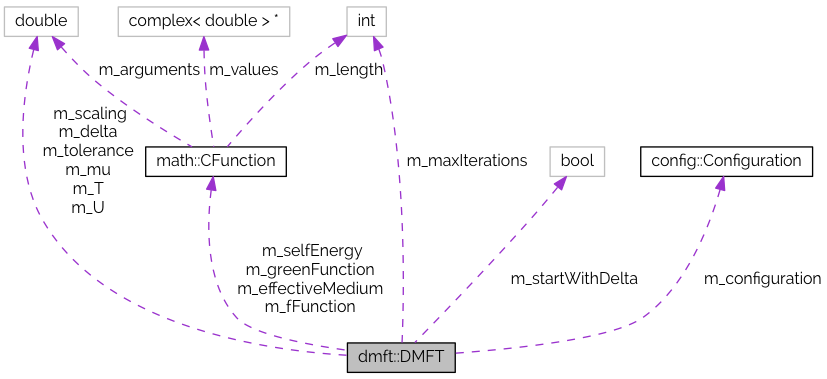 double
complex< double > *
int
m_arguments
m_values
m_length
m_scaling
m_delta
m_tolerance
m_mu
m_T
m_U
math::CFunction
m_maxIterations
bool
config::Configuration
m_selfEnergy
m_greenFunction
m_effectiveMedium
m_fFunction
m_startWithDelta
m_configuration
dmft::DMFT